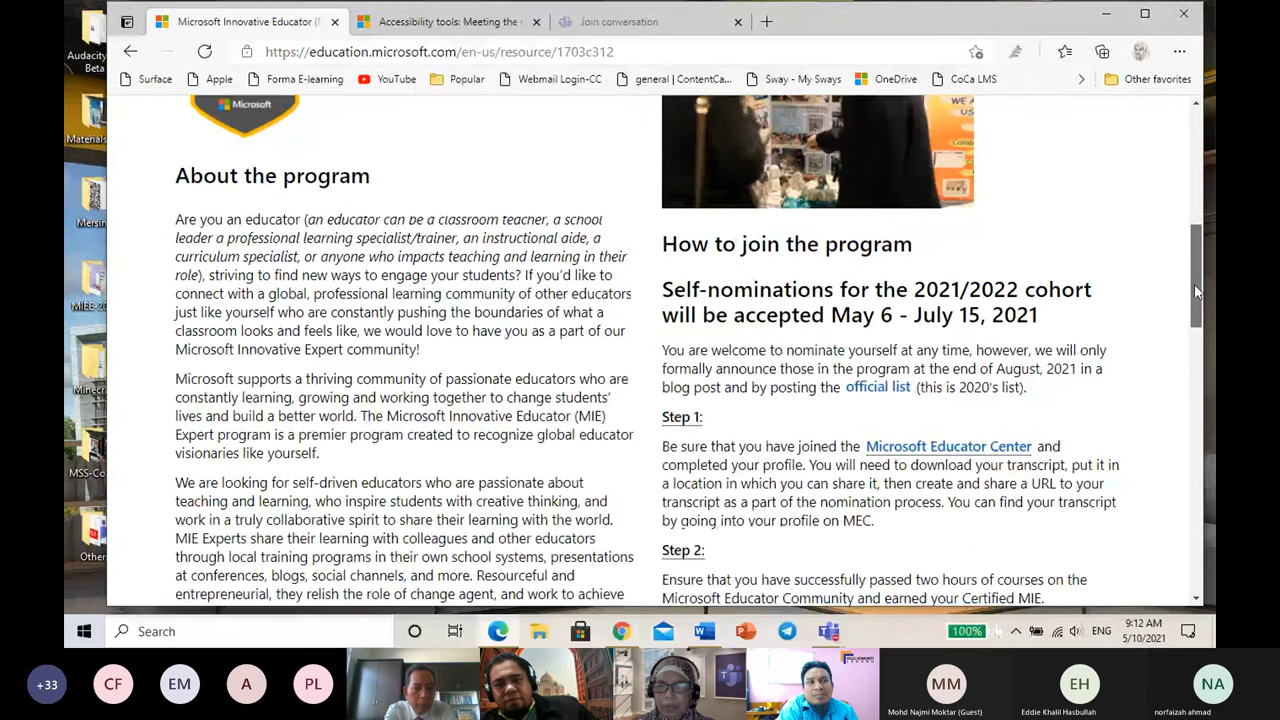 Microsoft Innovative Educator (
Accessibility tools: Meeting the
Join conversation
https://education.microsoft.com/en-us/resource/1703c312
Surface
Apple
Forma E-learning
YouTube
Popular
Webmail Login-CC
general | ContentCa...
Sway - My Sways
OneDrive
CoCa LMS
Other favorites
Audacity
Beta
Materials
Mersin
MIEE-20
Minecr
MSS-Co
Others
Microsoft
WE A
US
About the program
Are you an educator (an educator can be a classroom teacher, a school
leader a professional learning specialist/trainer, an instructional aide, a
curriculum specialist, or anyone who impacts teaching and learning in their
role), striving to find new ways to engage your students? If you'd like to
connect with a global, professional learning community of other educators
just like yourself who are constantly pushing the boundaries of what a
classroom looks and feels like, we would love to have you as a part of our
Microsoft Innovative Expert community!
Microsoft supports a thriving community of passionate educators who are
constantly learning, growing and working together to change students'
lives and build a better world. The Microsoft Innovative Educator (MIE)
Expert program is a premier program created to recognize global educator
visionaries like yourself.
We are looking for self-driven educators who are passionate about
teaching and learning, who inspire students with creative thinking, and
work in a truly collaborative spirit to share their learning with the world.
MIE Experts share their learning with colleagues and other educators
through local training programs in their own school systems, presentations
at conferences, blogs, social channels, and more. Resourceful and
entrepreneurial, they relish the role of change agent, and work to achieve
How to join the program
Self-nominations for the 2021/2022 cohort
will be accepted May 6 - July 15, 2021
You are welcome to nominate yourself at any time, however, we will only
formally announce those in the program at the end of August, 2021 in a
blog post and by posting the official list (this is 2020's list).
Step 1:
Be sure that you have joined the Microsoft Educator Center and
completed your profile. You will need to download your transcript, put it in
a location in which you can share it, then create and share a URL to your
transcript as a part of the nomination process. You can find your transcript
by going into your profile on MEC.
Step 2:
Ensure that you have successfully passed two hours of courses on the
Microsoft Educator Community and earned your Certified MIE.
Search
100%
ENG
9:12 AM
5/10/2021
+33
CF
EM
A
PL
MM
Mohd Najmi Moktar (Guest)
EH
Eddie Khalil Hasbullah
NA
norfaizah ahmad